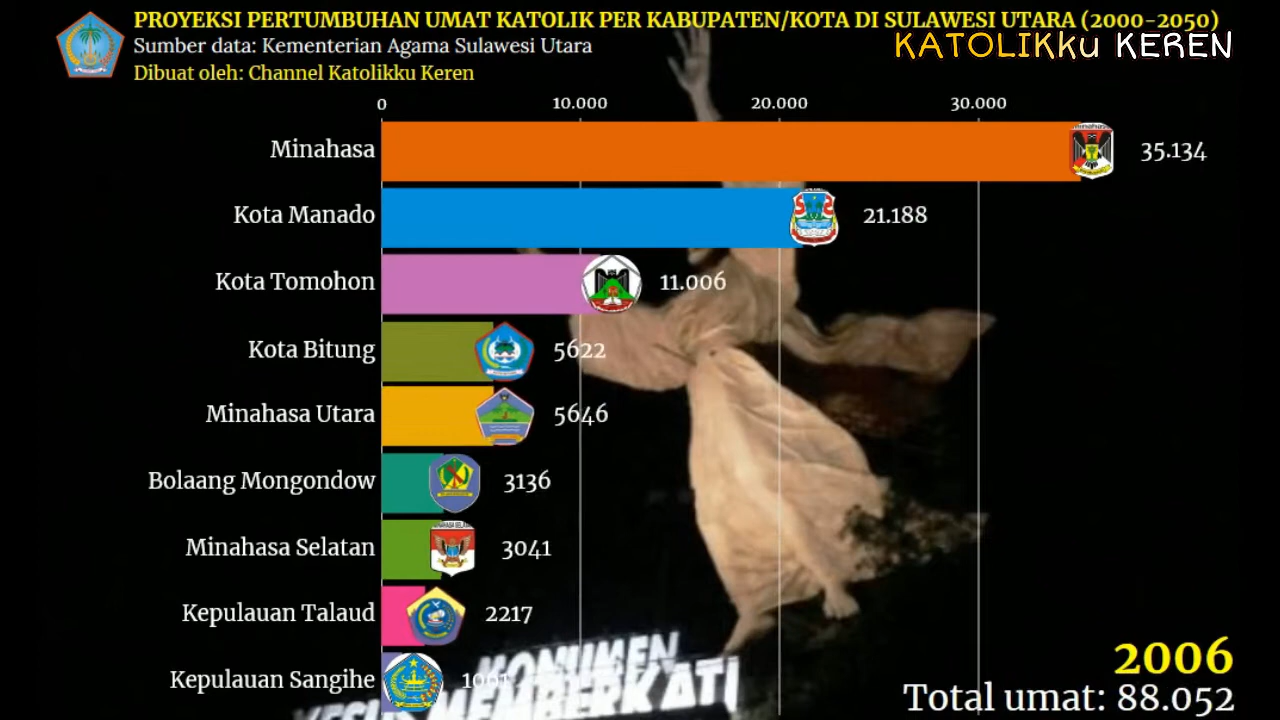 PROYEKSI PERTUMBUHAN UMAT KATOLIK PER KABUPATEN/KOTA DI SULAWESI UTARA (2000-2050)
Sumber data: Kementerian Agama Sulawesi Utara
KATOLIKku KEREN
Dibuat oleh: Channel Katolikku Keren
0 10.000 20.000 30.000
Minahasa 35.134
Kota Manado 21.188
Kota Tomohon 11.006
Kota Bitung 5622
Minahasa Utara 5646
Bolaang Mongondow 3136
Minahasa Selatan 3041
Kepulauan Talaud 2217
Kepulauan Sangihe
MONUMEN
YESUS MEMBERKATI
2006
Total umat: 88.052